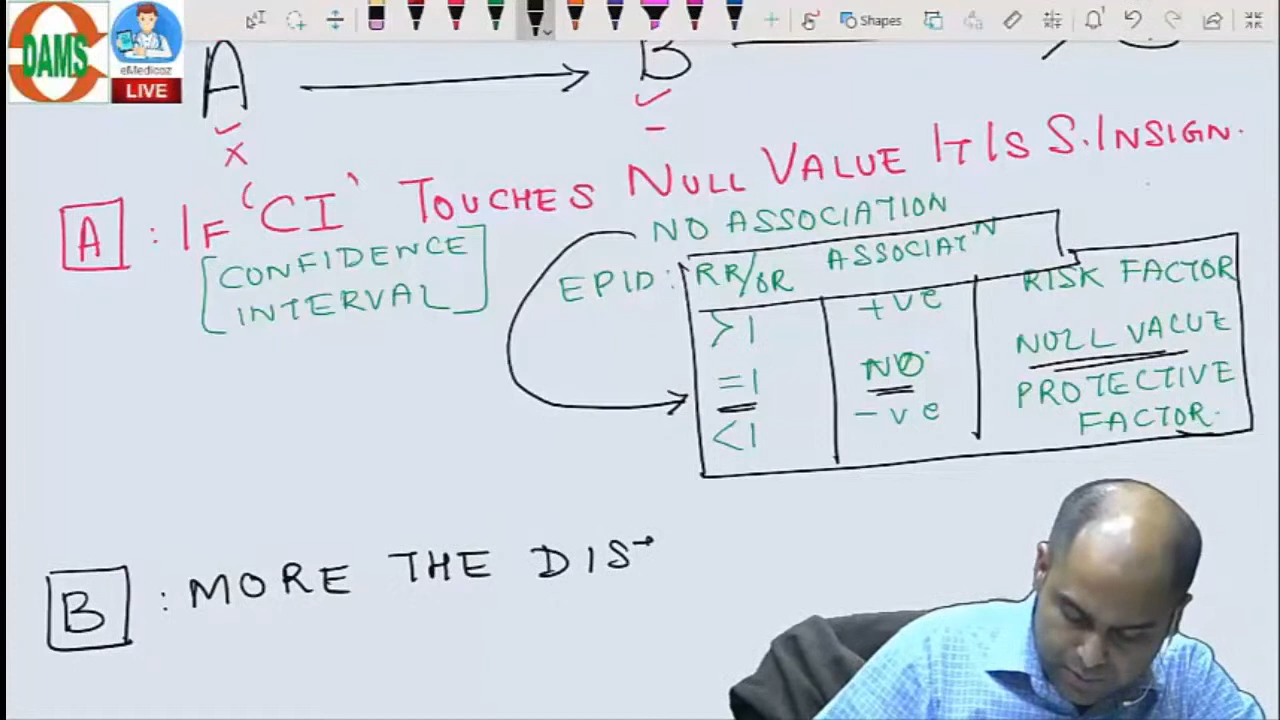 DAMS
eMedicoz
LIVE
Shapes
A → B
✓ ✓
x −
A : IF 'CI' TOUCHES NULL VALUE IT IS S. INSIGN.
[CONFIDENCE
INTERVAL]
NO ASSOCIATION
EPID: RR/OR ASSOCIATN RISK FACTOR
>1 +ve
=1 NO NULL VALUE
<1 -ve PROTECTIVE
FACTOR.
B : MORE THE DIS